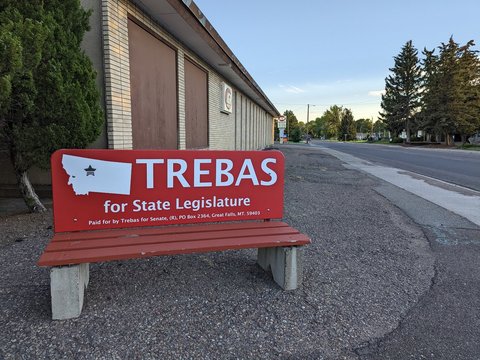 TREBAS
for State Legislature
Paid for by Trebas for Senate, (R), PO Box 2364, Great Falls, MT. 59403